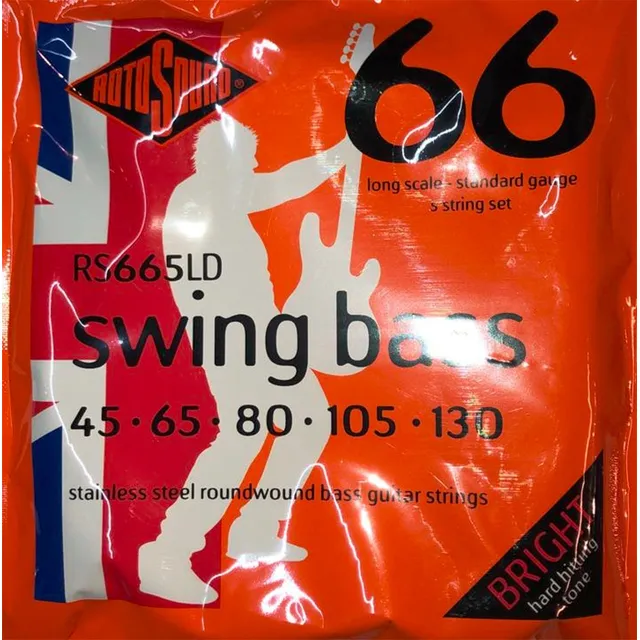 ROTOSOUND®
66
long scale - standard gauge
5 string set
RS665LD
swing bass
45 · 65 · 80 · 105 · 130
stainless steel roundwound bass guitar strings
BRIGHT
hard hitting
tone